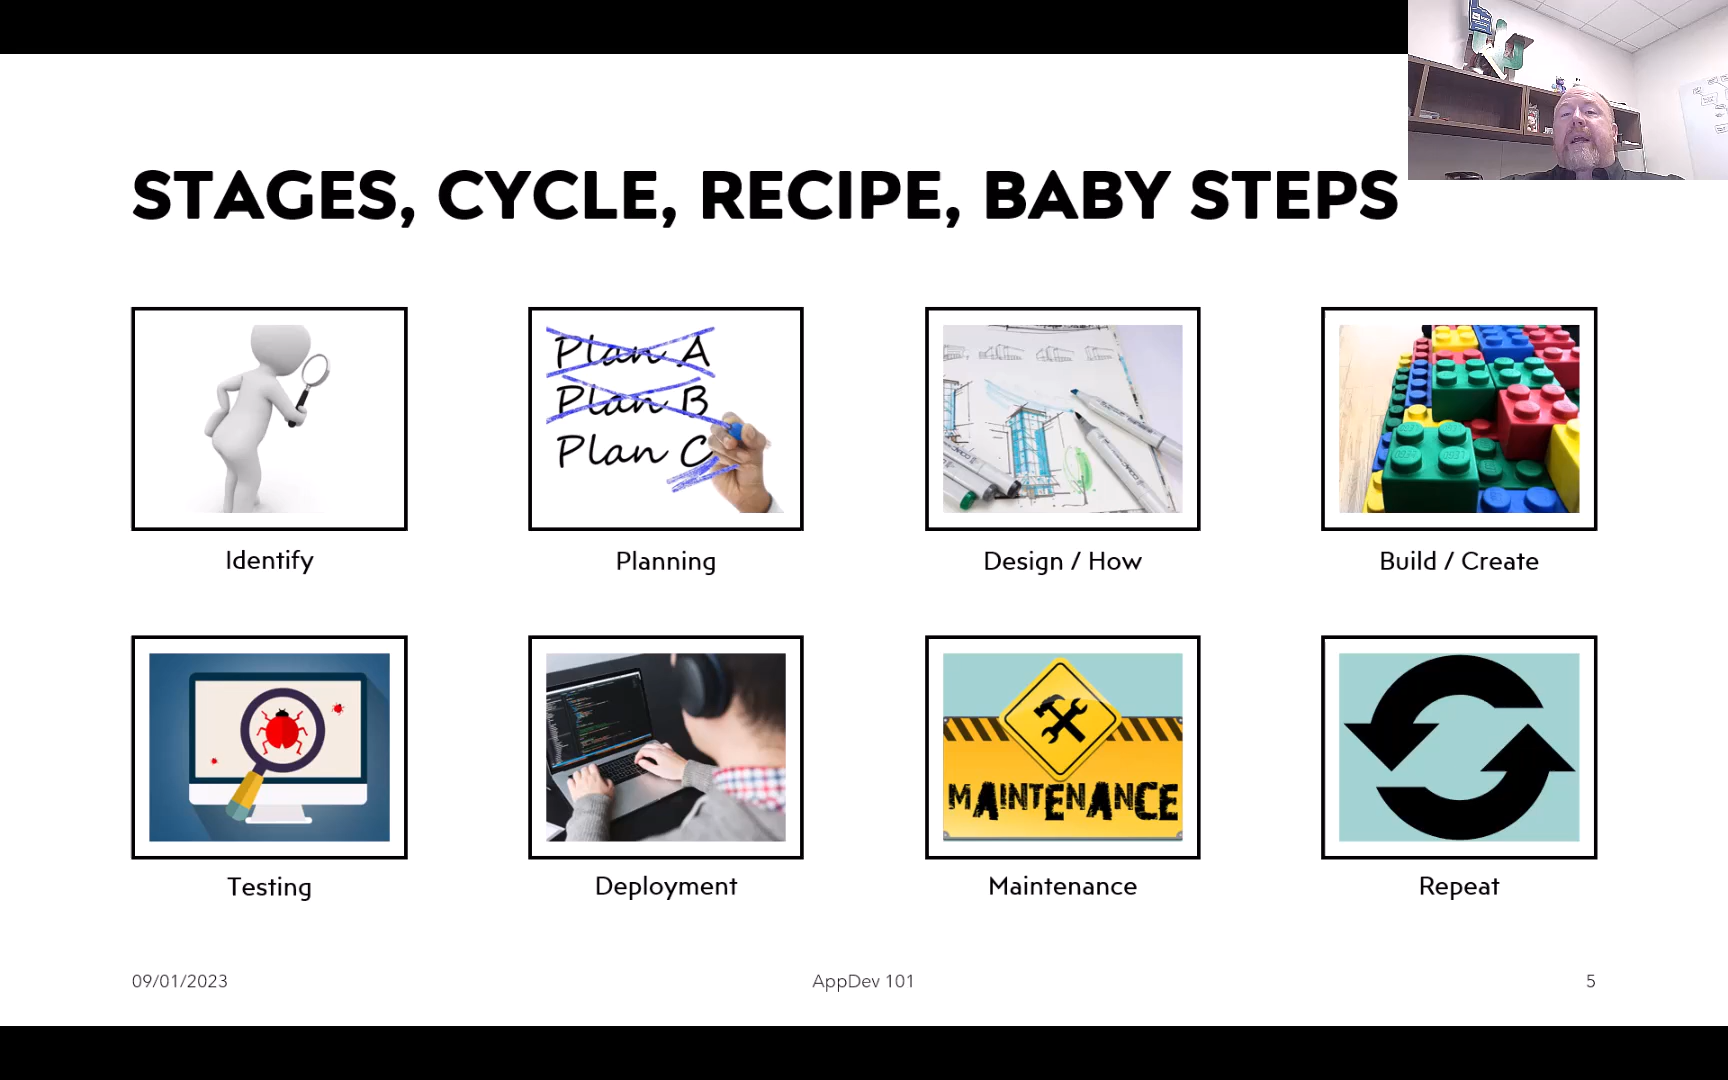 STAGES, CYCLE, RECIPE, BABY STEPS
Plan A
Plan B
Plan C
Identify
Planning
Design / How
Build / Create
MAINTENANCE
Testing
Deployment
Maintenance
Repeat
09/01/2023
AppDev 101
5